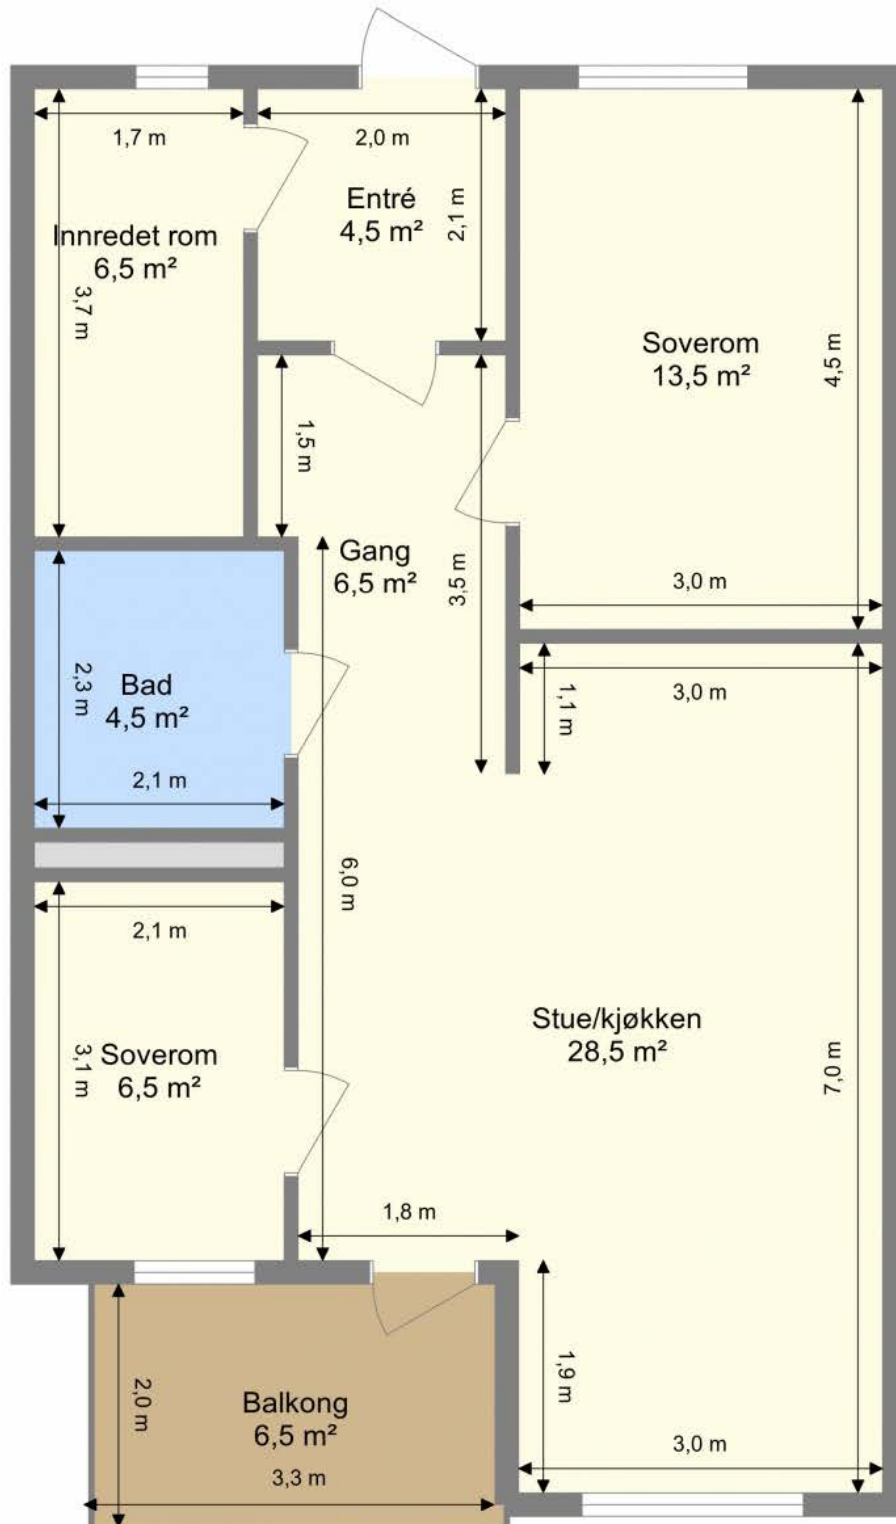 1,7 m
2,0 m
Entré
4,5 m²
2,1 m
Innredet rom
6,5 m²
3,7 m
Soverom
13,5 m²
4,5 m
1,5 m
Gang
6,5 m²
3,5 m
3,0 m
3,0 m
1,1 m
Bad
4,5 m²
2,3 m
2,1 m
6,0 m
2,1 m
Soverom
6,5 m²
3,1 m
Stue/kjøkken
28,5 m²
7,0 m
1,8 m
1,9 m
Balkong
6,5 m²
2,0 m
3,3 m
3,0 m